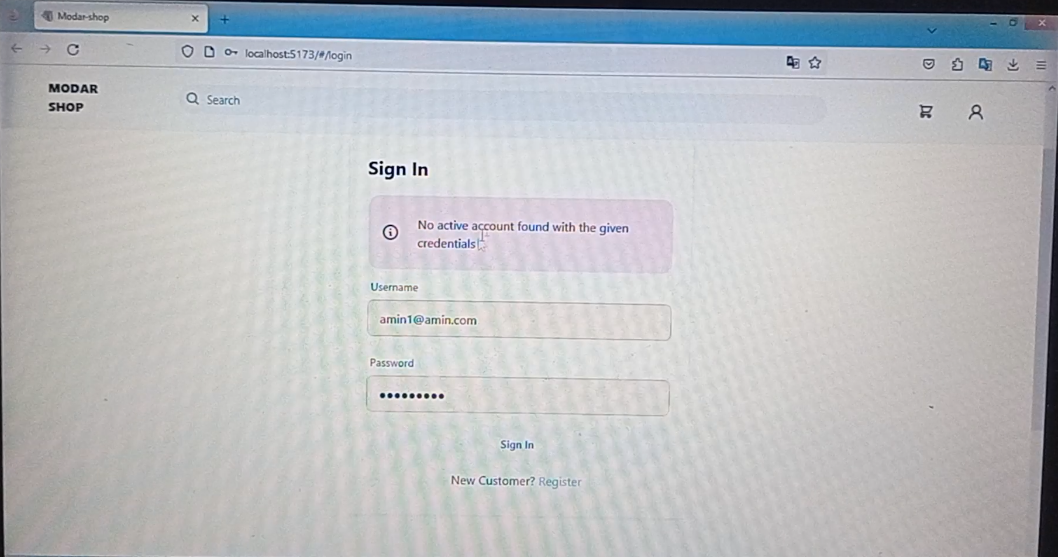 Modar-shop
localhost:5173/#/login
MODAR
SHOP
Search
Sign In
No active account found with the given
credentials
Username
amin1@amin.com
Password
Sign In
New Customer? Register